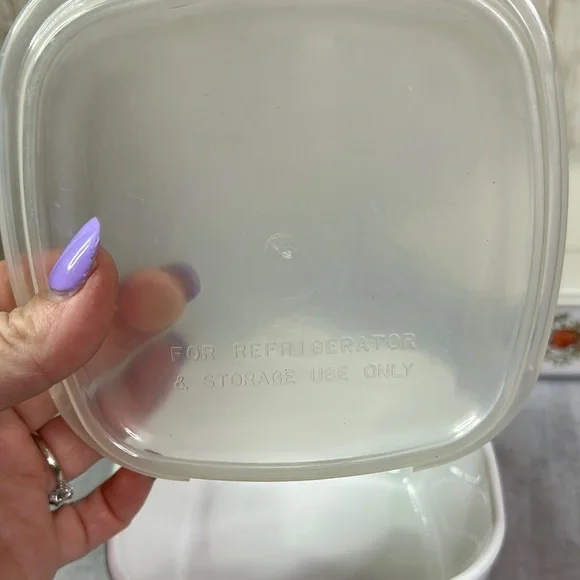 FOR REFRIGERATOR
& STORAGE USE ONLY